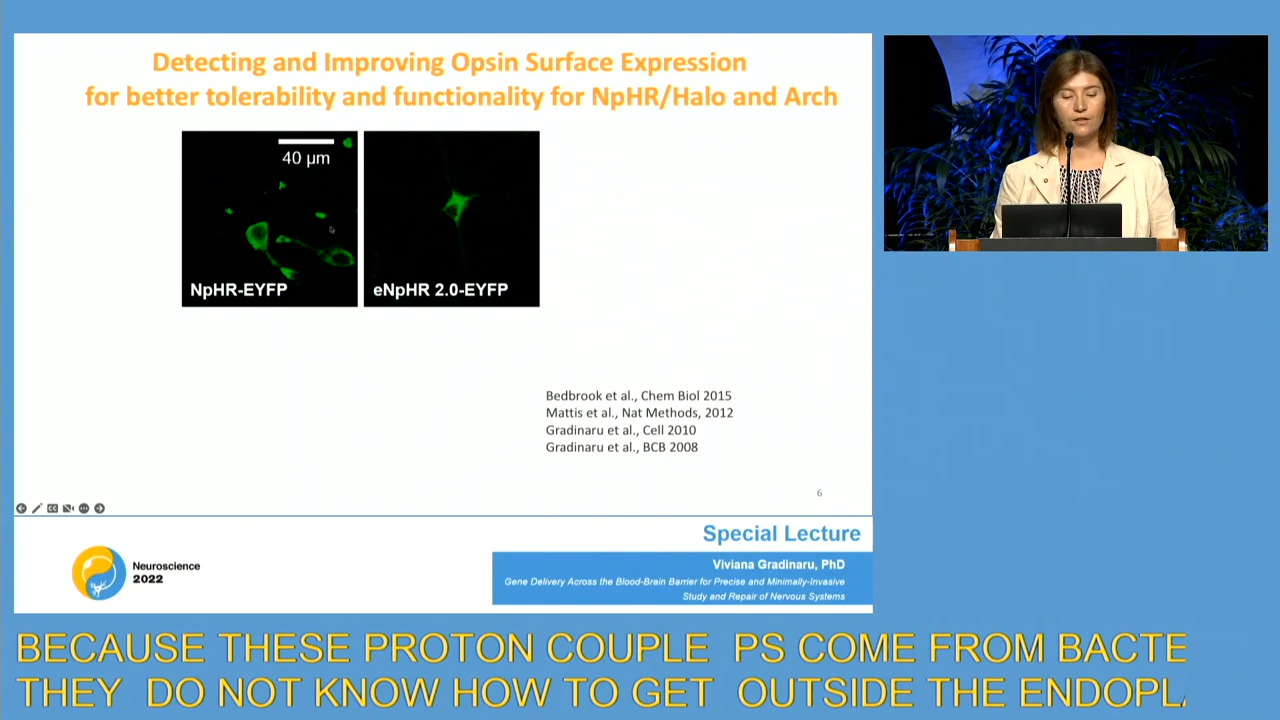 Detecting and Improving Opsin Surface Expression
for better tolerability and functionality for NpHR/Halo and Arch
40 µm
NpHR-EYFP
eNpHR 2.0-EYFP
Bedbrook et al., Chem Biol 2015
Mattis et al., Nat Methods, 2012
Gradinaru et al., Cell 2010
Gradinaru et al., BCB 2008
6
Special Lecture
Neuroscience
2022
Viviana Gradinaru, PhD
Gene Delivery Across the Blood-Brain Barrier for Precise and Minimally-Invasive
Study and Repair of Nervous Systems
BECAUSE THESE PROTON COUPLE PS COME FROM BACTE
THEY DO NOT KNOW HOW TO GET OUTSIDE THE ENDOPL